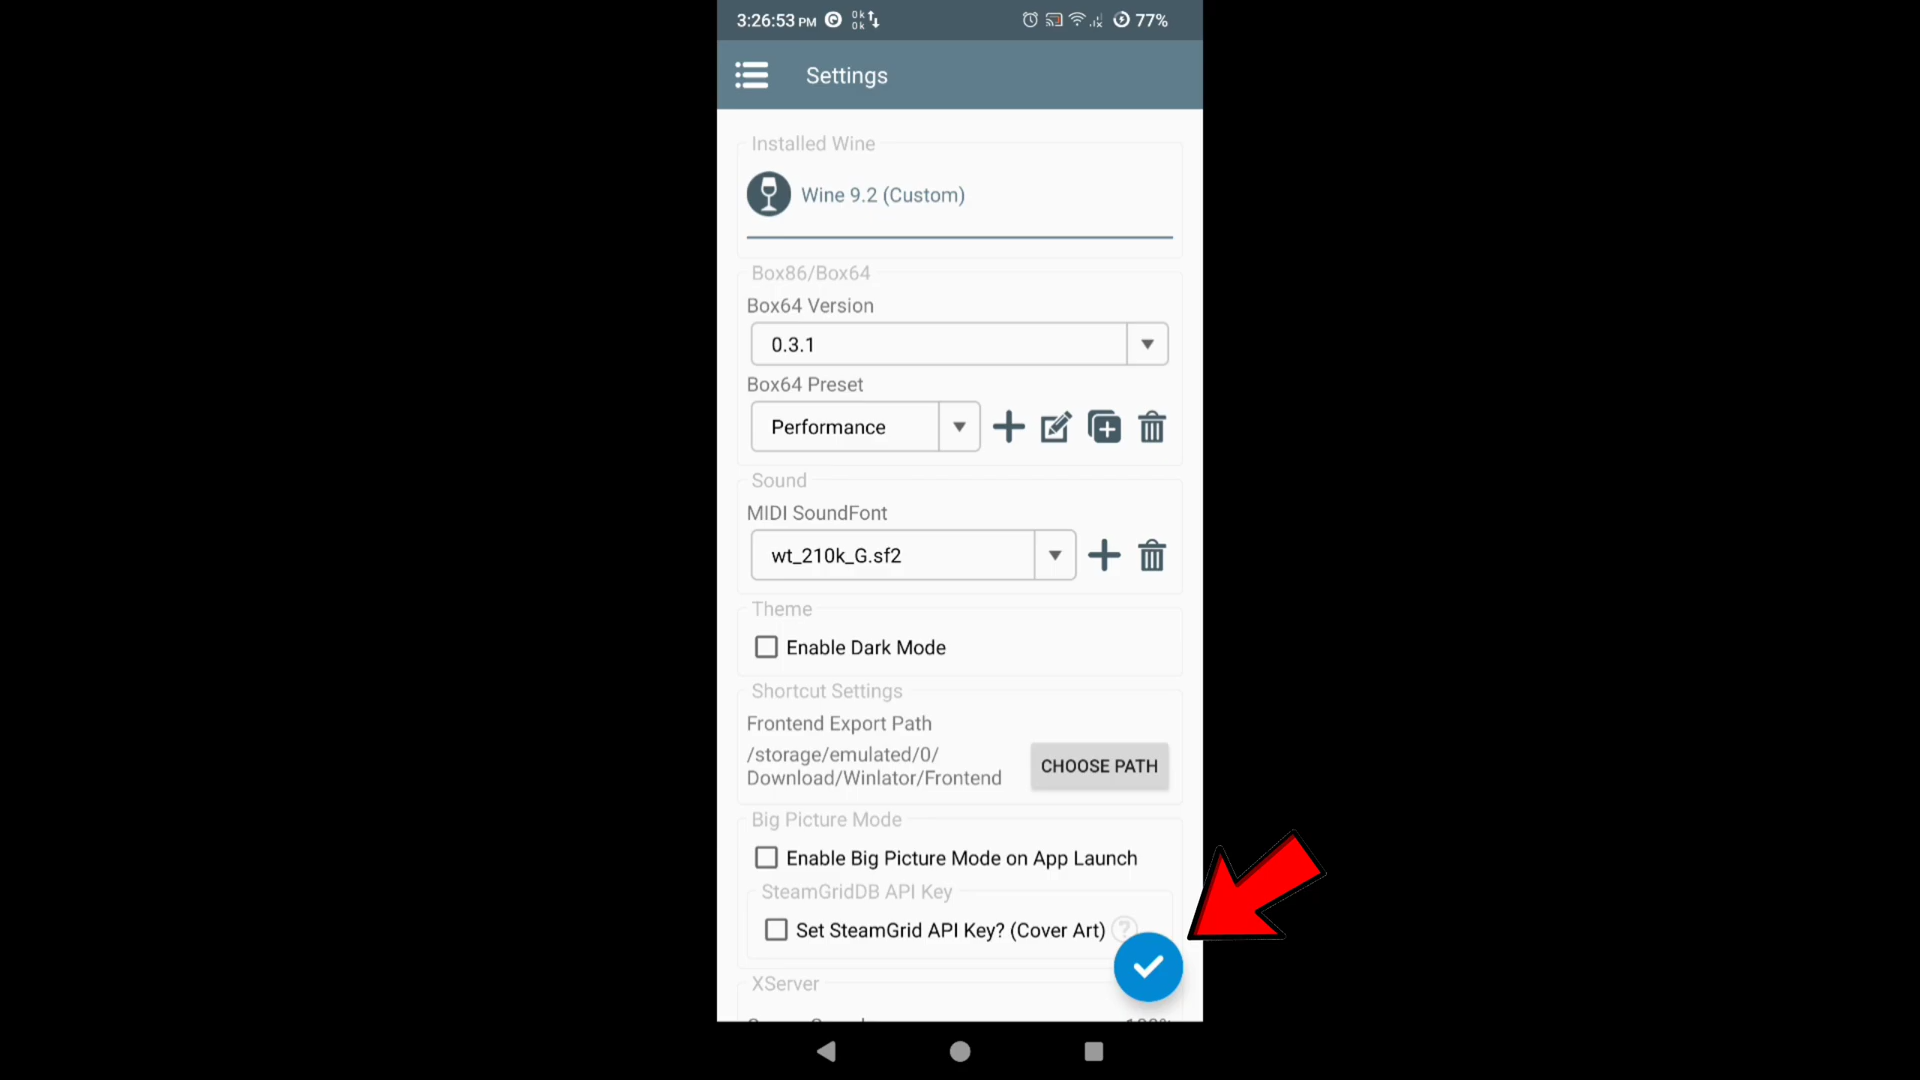 3:26:53 PM 0k 0k 77%
Settings
Installed Wine
Wine 9.2 (Custom)
Box86/Box64
Box64 Version
0.3.1
Box64 Preset
Performance
Sound
MIDI SoundFont
wt_210k_G.sf2
Theme
Enable Dark Mode
Shortcut Settings
Frontend Export Path
/storage/emulated/0/
Download/Winlator/Frontend
CHOOSE PATH
Big Picture Mode
Enable Big Picture Mode on App Launch
SteamGridDB API Key
Set SteamGrid API Key? (Cover Art) ?
XServer